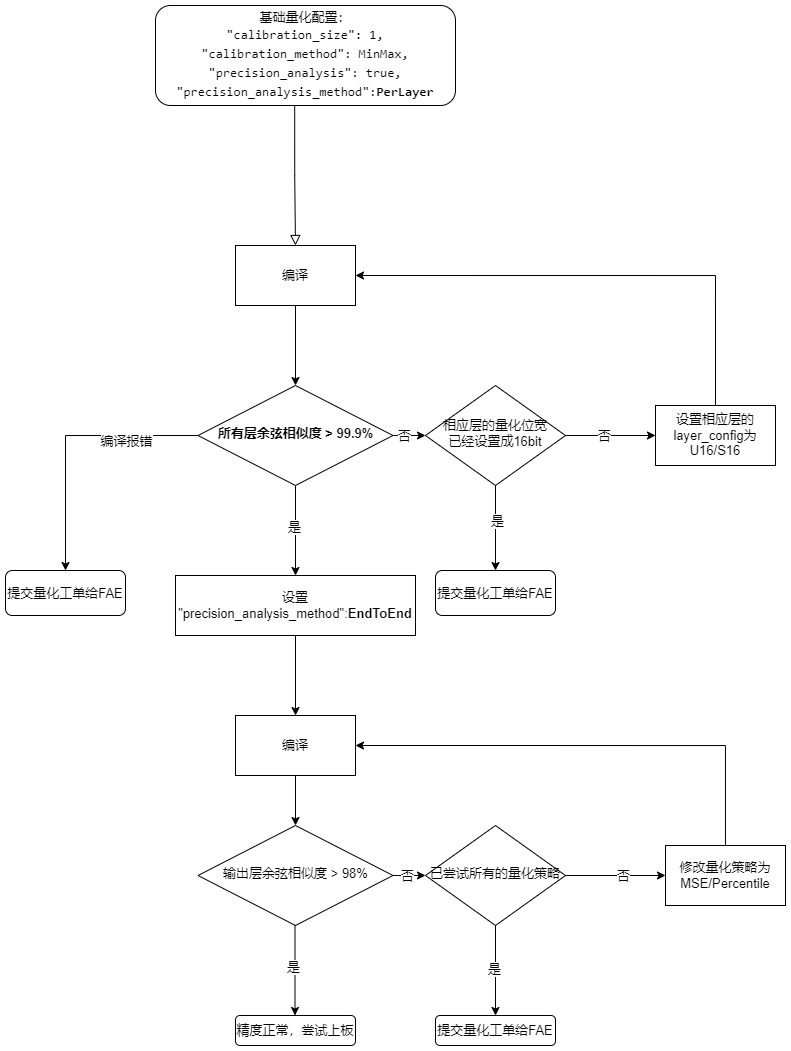 基础量化配置:
"calibration_size": 1,
"calibration_method": MinMax,
"precision_analysis": true,
"precision_analysis_method":PerLayer
编译
编译报错
所有层余弦相似度 > 99.9%
否
相应层的量化位宽
已经设置成16bit
否
设置相应层的
layer_config为
U16/S16
是
是
提交量化工单给FAE
设置
"precision_analysis_method":EndToEnd
提交量化工单给FAE
编译
输出层余弦相似度 > 98%
否
已尝试所有的量化策略
否
修改量化策略为
MSE/Percentile
是
是
精度正常，尝试上板
提交量化工单给FAE